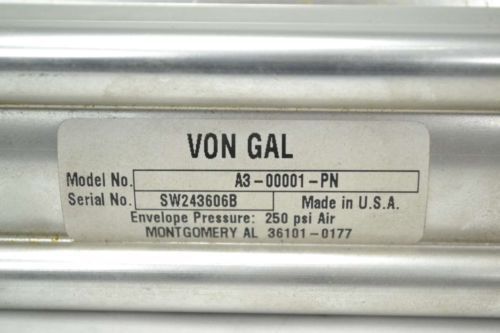 VON GAL
Model No. A3-00001-PN
Serial No. SW243606B Made in U.S.A.
Envelope Pressure: 250 psi Air
MONTGOMERY AL 36101-0177